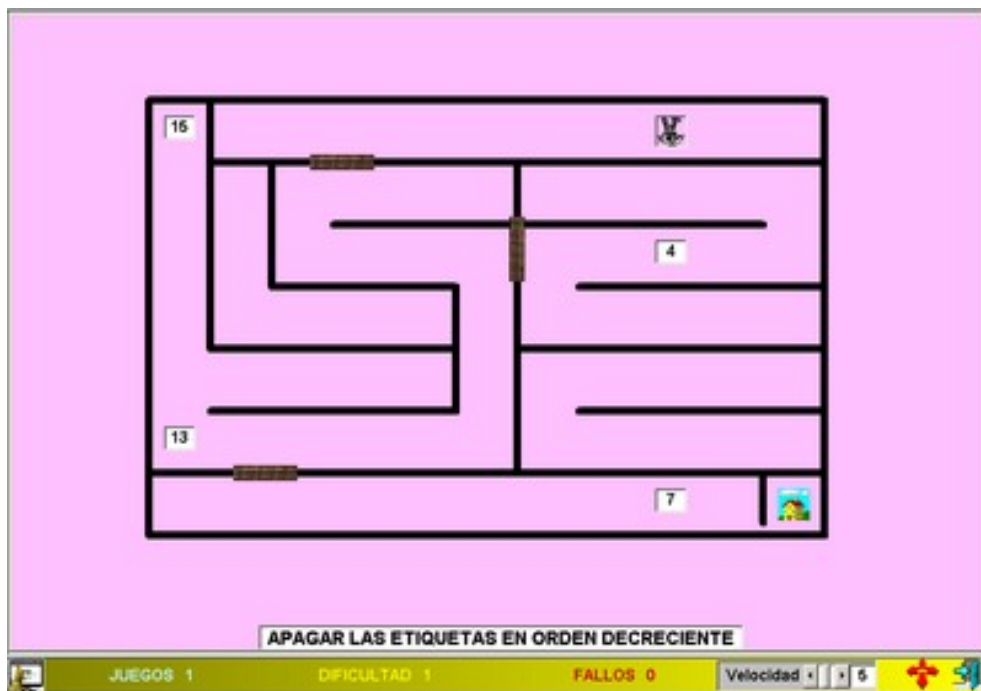 15
4
13
7
APAGAR LAS ETIQUETAS EN ORDEN DECRECIENTE
JUEGOS 1 DIFICULTAD 1 FALLOS 0 Velocidad 5